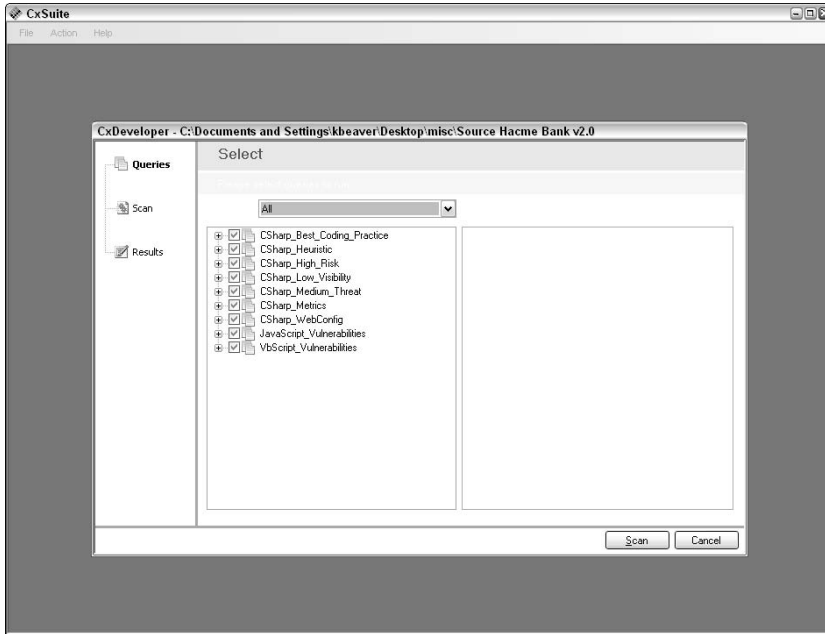 CxSuite
File Action Help
CxDeveloper - C:\Documents and Settings\kbeaver\Desktop\misc\Source Hacme Bank v2.0
Queries
Scan
Results
Select
All
CSharp_Best_Coding_Practice
CSharp_Heuristic
CSharp_High_Risk
CSharp_Low_Visibility
CSharp_Medium_Threat
CSharp_Metrics
CSharp_WebConfig
JavaScript_Vulnerabilities
VbScript_Vulnerabilities
Scan Cancel